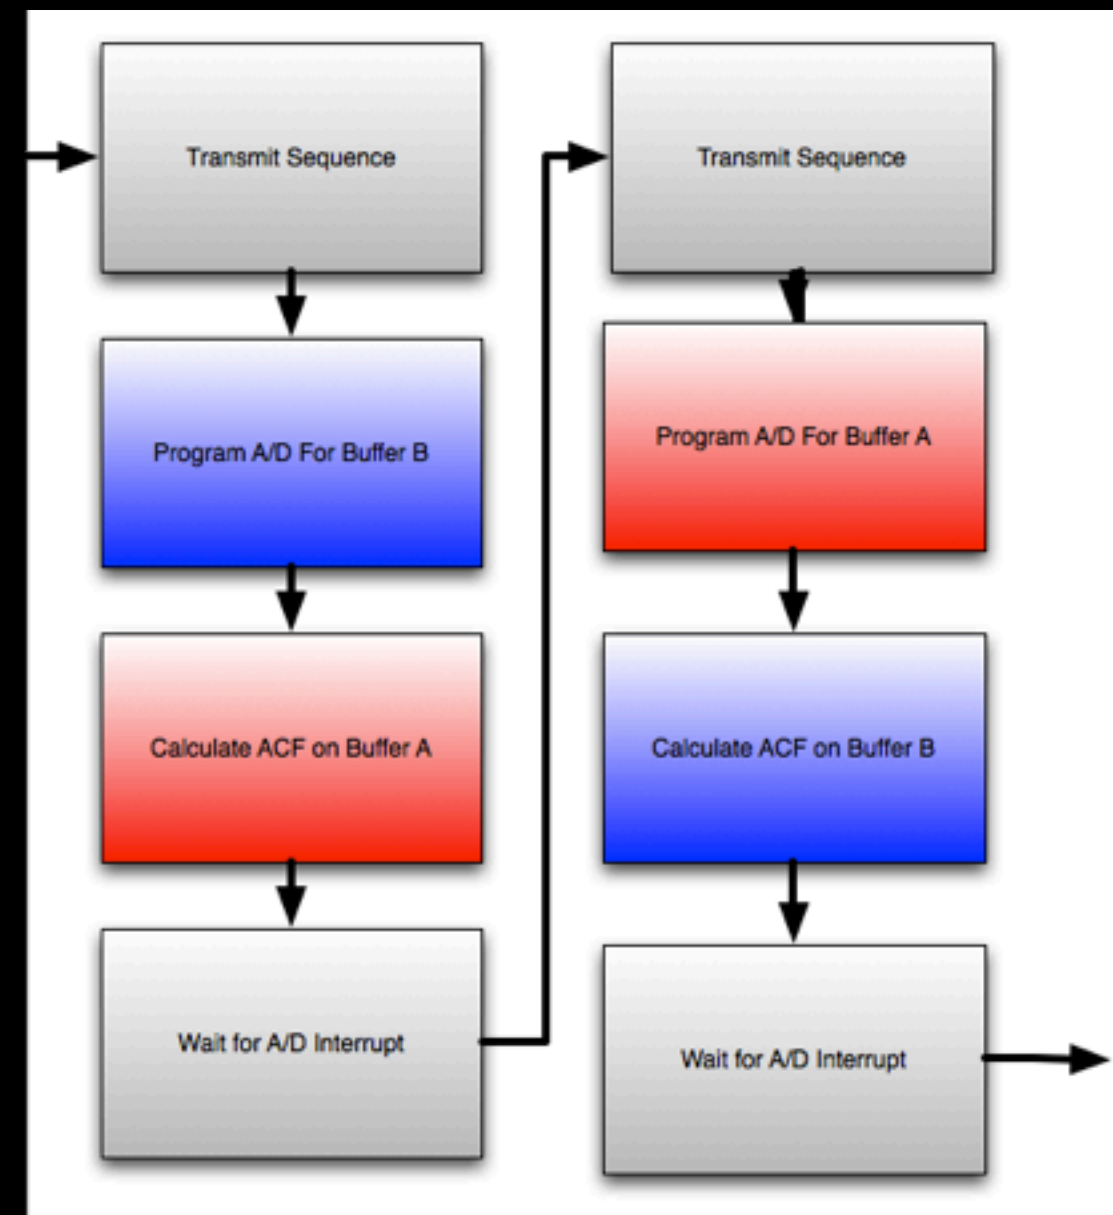 Transmit Sequence
Program A/D For Buffer B
Calculate ACF on Buffer A
Wait for A/D Interrupt
Transmit Sequence
Program A/D For Buffer A
Calculate ACF on Buffer B
Wait for A/D Interrupt